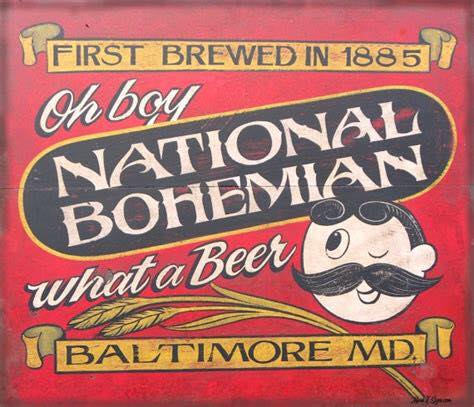 FIRST BREWED IN 1885
Oh boy
NATIONAL
BOHEMIAN
what a Beer
BALTIMORE MD.